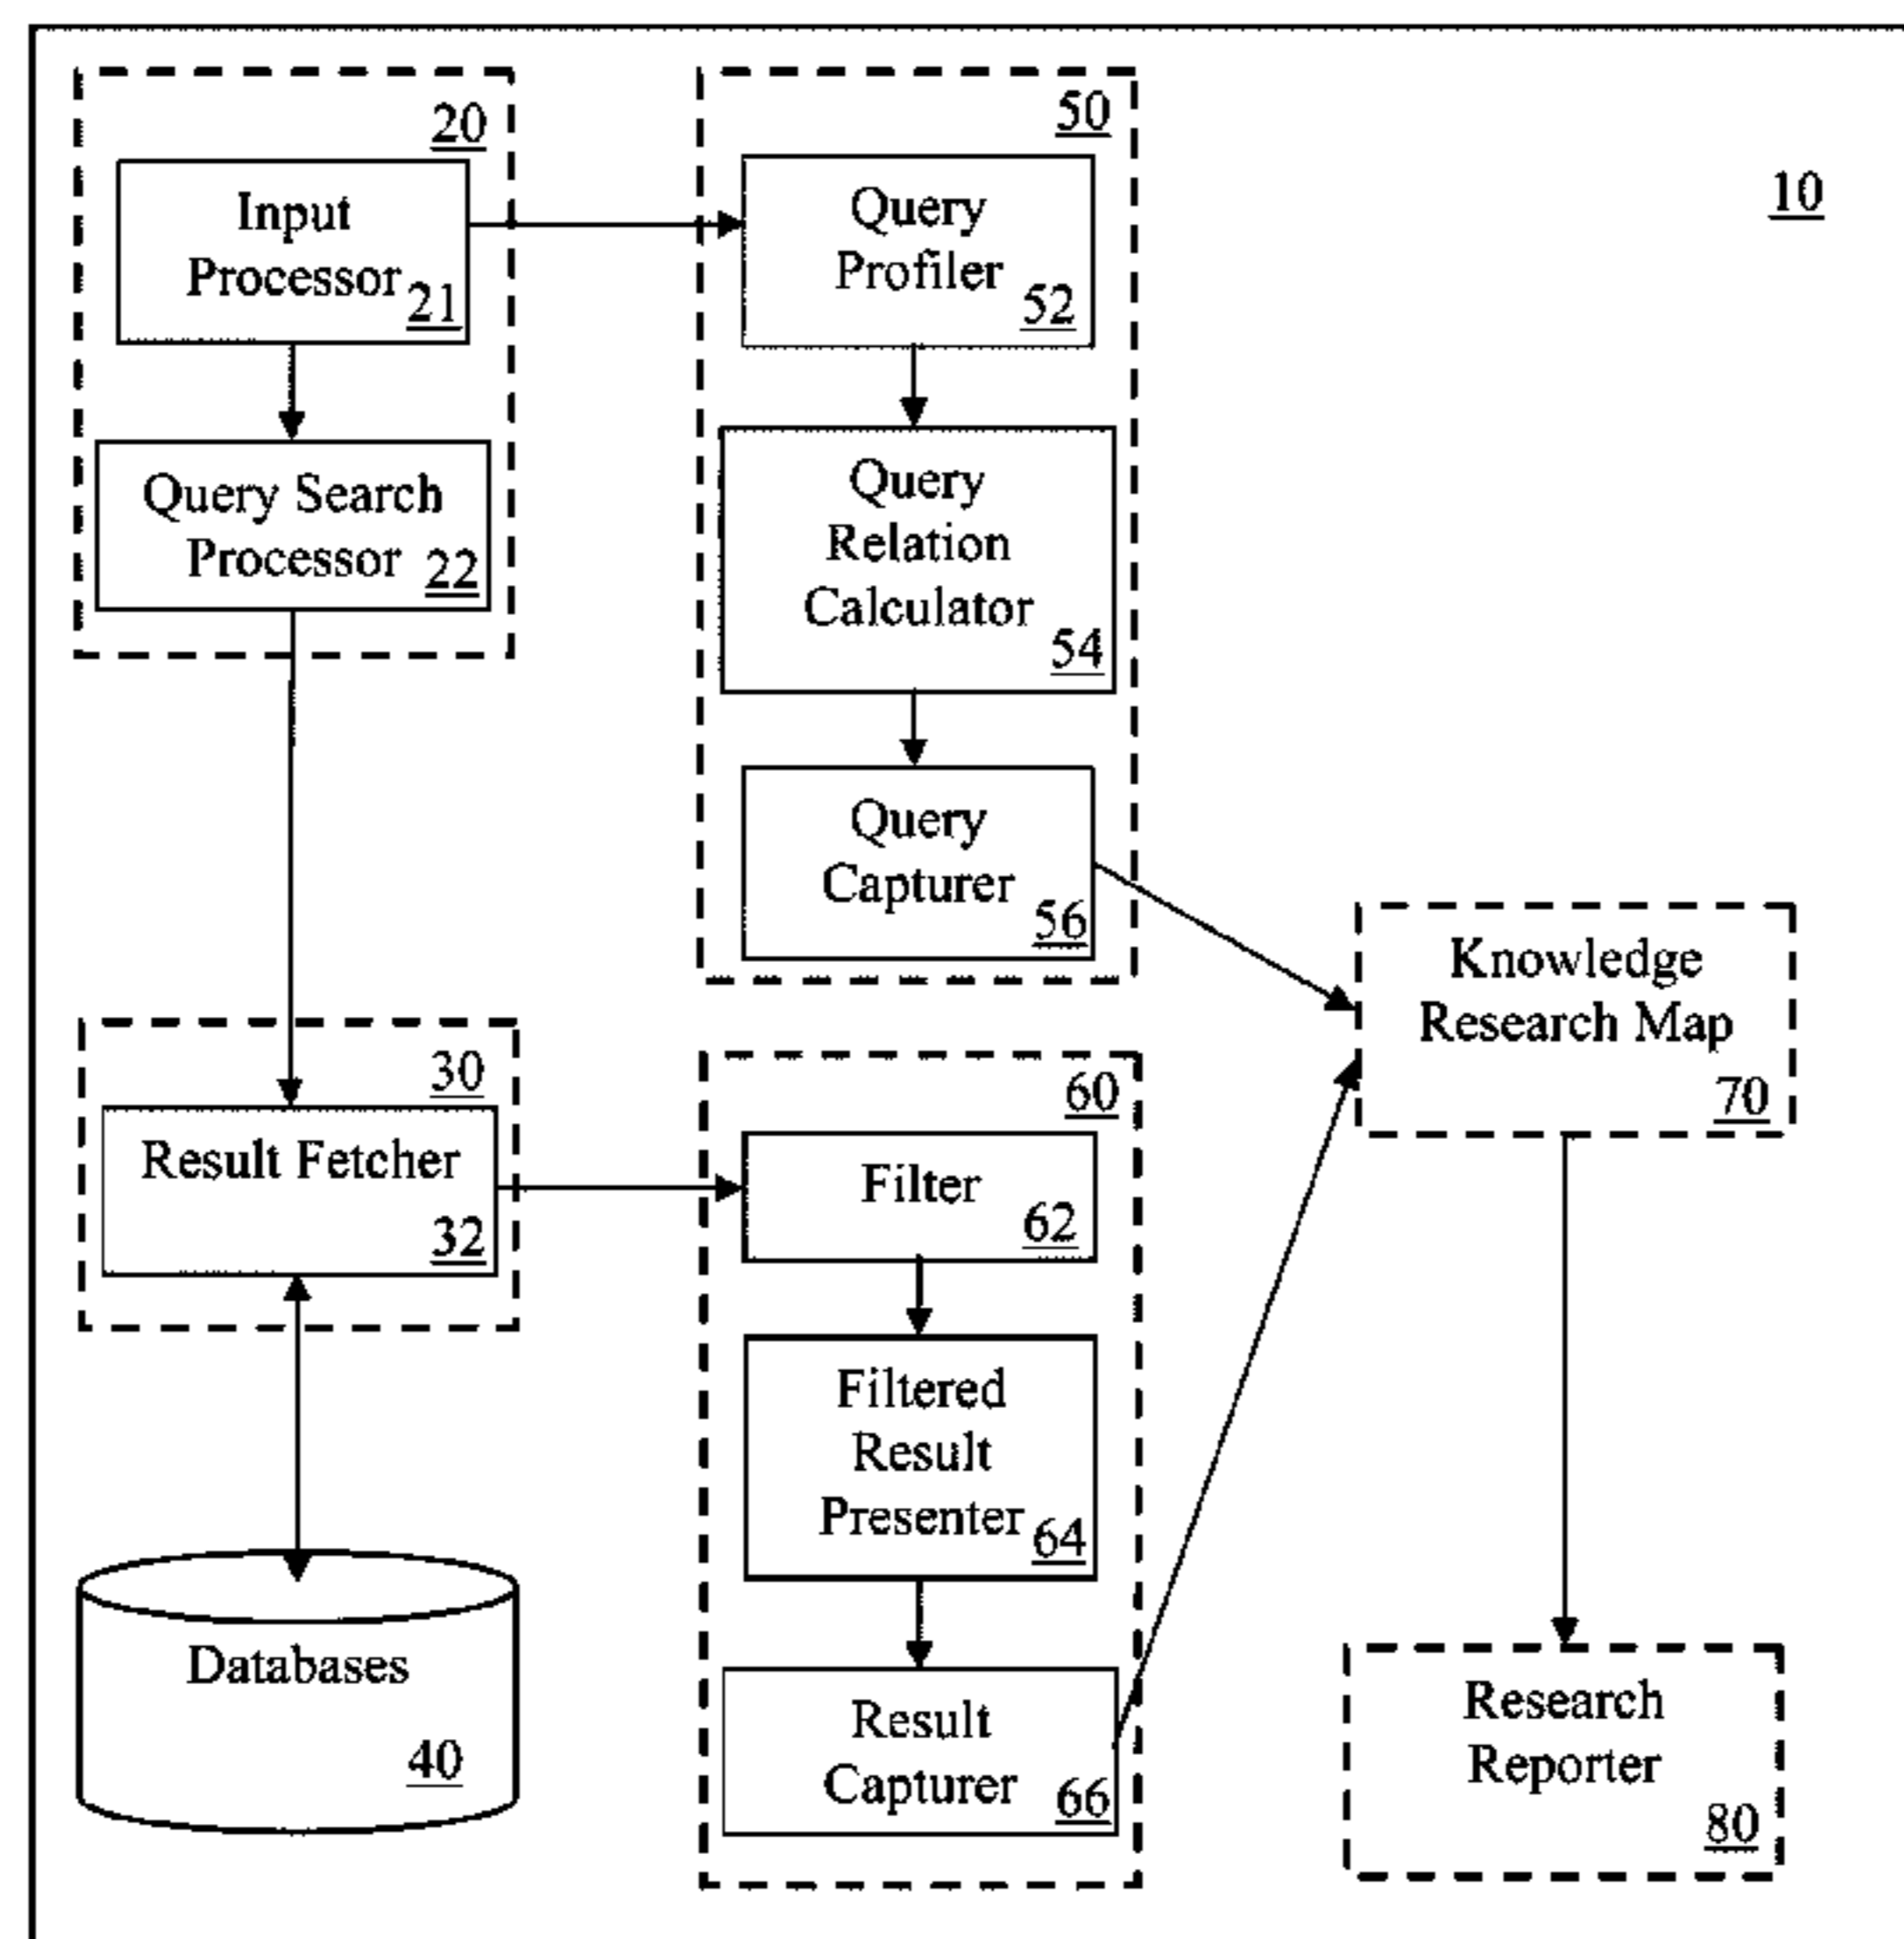 20
Input
Processor 21
Query Search
Processor 22
50
Query
Profiler
52
Query
Relation
Calculator
54
Query
Capturer
56
10
30
Result Fetcher
32
Databases
40
60
Filter
62
Filtered
Result
Presenter 64
Result
Capturer 66
Knowledge
Research Map
70
Research
Reporter
80